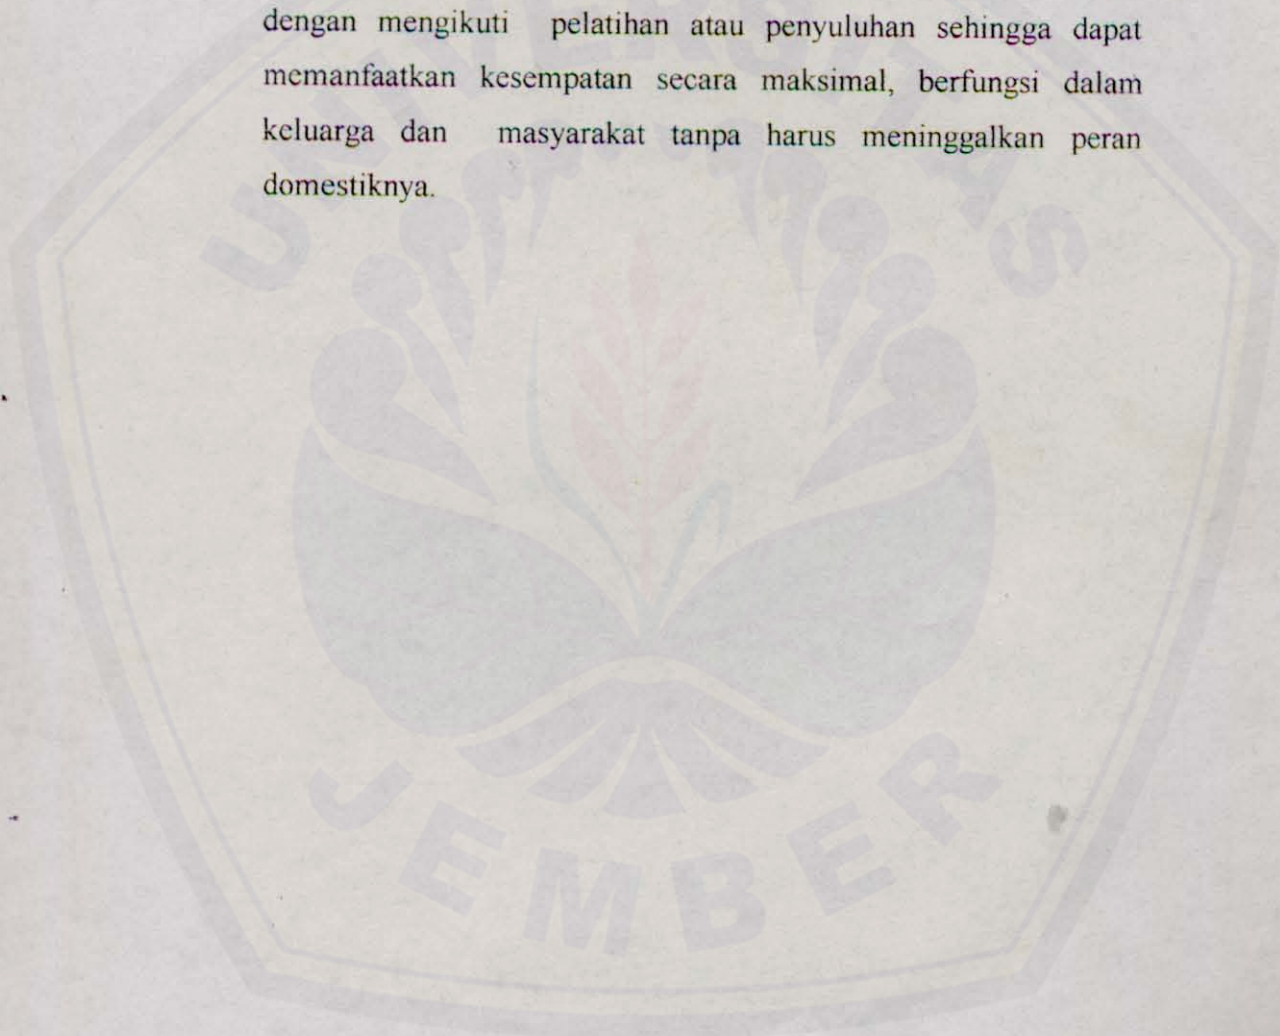 dengan mengikuti pelatihan atau penyuluhan sehingga dapat
memanfaatkan kesempatan secara maksimal, berfungsi dalam
keluarga dan masyarakat tanpa harus meninggalkan peran
domestiknya.
UNIVERSITAS
JEMBER